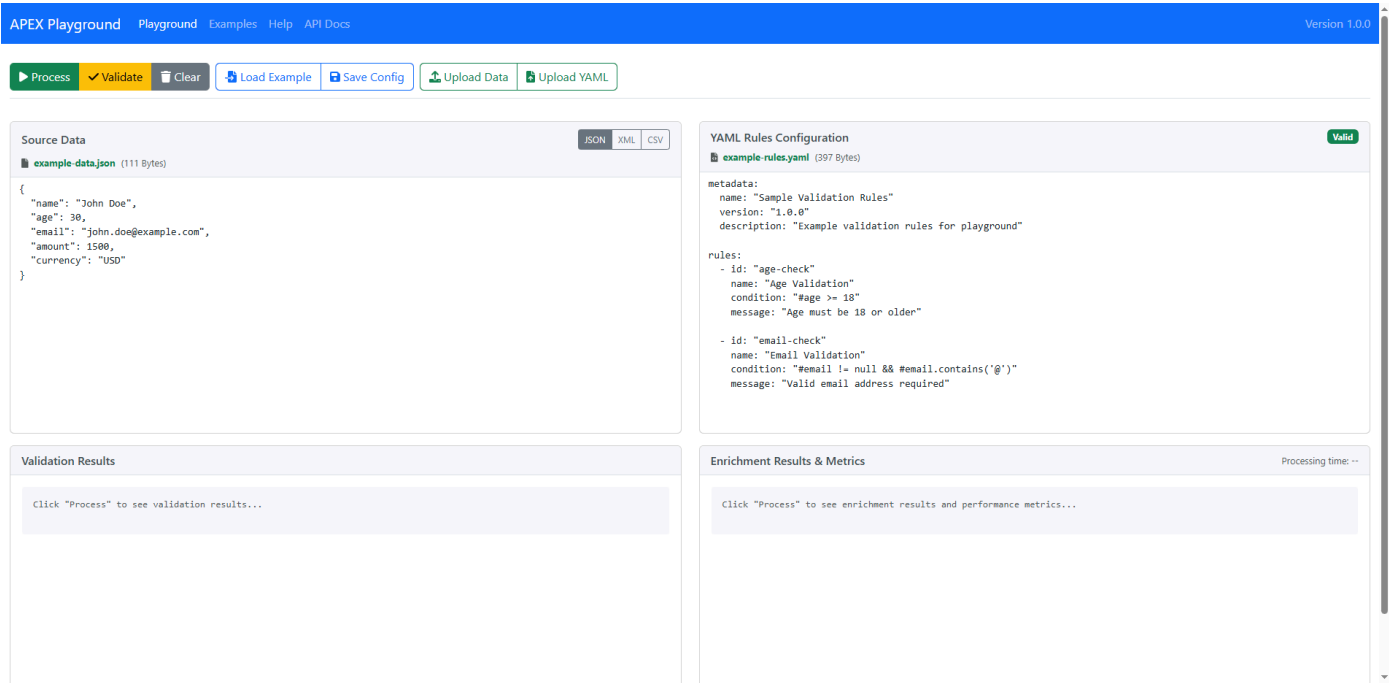 APEX Playground Playground Examples Help API Docs Version 1.0.0
Process Validate Clear Load Example Save Config Upload Data Upload YAML
Source Data JSON XML CSV
example-data.json (111 Bytes)
{
  "name": "John Doe",
  "age": 30,
  "email": "john.doe@example.com",
  "amount": 1500,
  "currency": "USD"
}
YAML Rules Configuration Valid
example-rules.yaml (397 Bytes)
metadata:
  name: "Sample Validation Rules"
  version: "1.0.0"
  description: "Example validation rules for playground"
rules:
  - id: "age-check"
    name: "Age Validation"
    condition: "#age >= 18"
    message: "Age must be 18 or older"
  - id: "email-check"
    name: "Email Validation"
    condition: "#email != null && #email.contains('@')"
    message: "Valid email address required"
Validation Results
Click "Process" to see validation results...
Enrichment Results & Metrics Processing time: --
Click "Process" to see enrichment results and performance metrics...